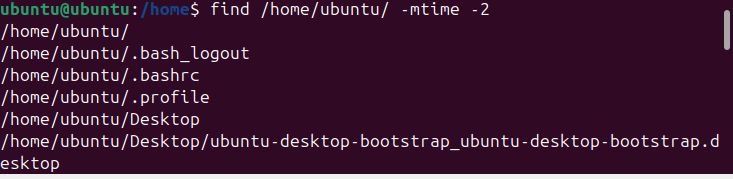 ubuntu@ubuntu:/home$ find /home/ubuntu/ -mtime -2
/home/ubuntu/
/home/ubuntu/.bash_logout
/home/ubuntu/.bashrc
/home/ubuntu/.profile
/home/ubuntu/Desktop
/home/ubuntu/Desktop/ubuntu-desktop-bootstrap_ubuntu-desktop-bootstrap.d
esktop